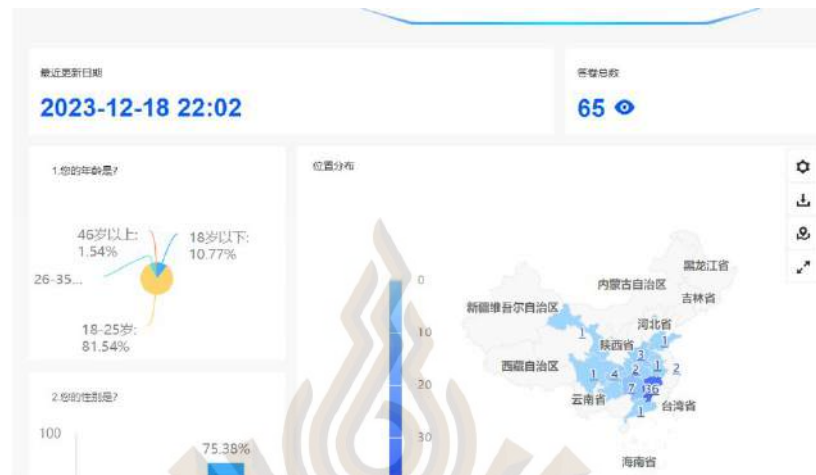 最近更新日期
答卷总数
2023-12-18 22:02
65
1.您的年龄是?
位置分布
46岁以上:
1.54%
18岁以下:
10.77%
26-35...
18-25岁:
81.54%
0
10
20
30
黑龙江省
内蒙古自治区
吉林省
新疆维吾尔自治区
河北省
1
1
陕西省
3
西藏自治区
1
4
2
1
2
7
36
云南省
台湾省
1
海南省
2.您的性别是?
100
75.38%